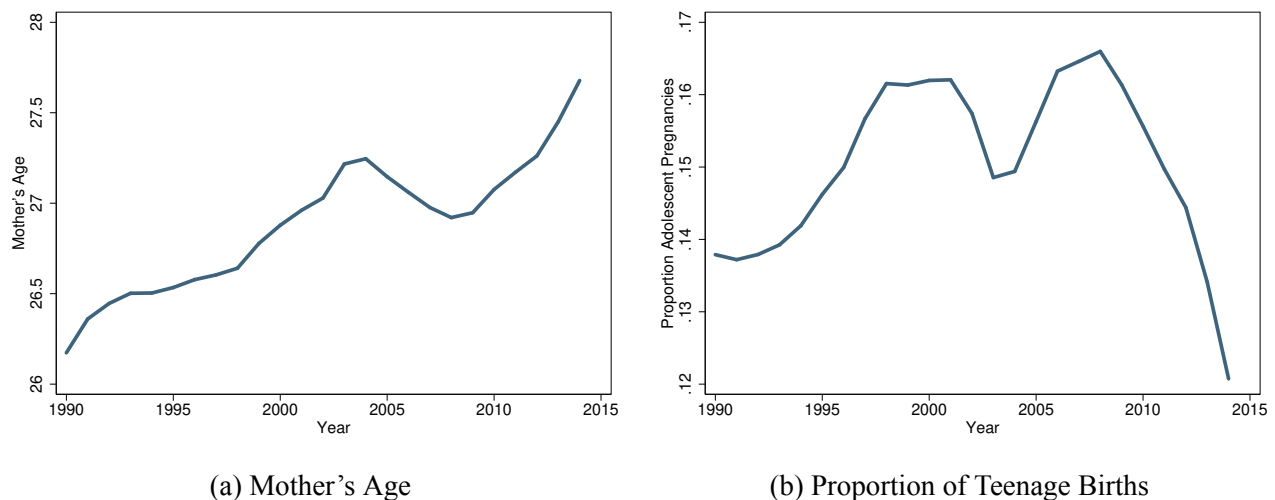 28
27.5
27
26.5
26
Mother's Age
1990 1995 2000 2005 2010 2015
Year
(a) Mother's Age
.17
.16
.15
.14
.13
.12
Proportion Adolescent Pregnancies
1990 1995 2000 2005 2010 2015
Year
(b) Proportion of Teenage Births